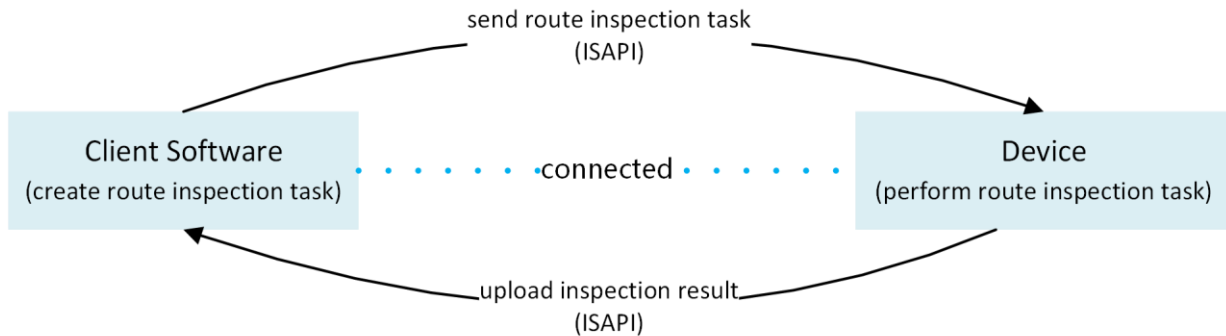 send route inspection task
(ISAPI)
Client Software
(create route inspection task)
connected
Device
(perform route inspection task)
upload inspection result
(ISAPI)